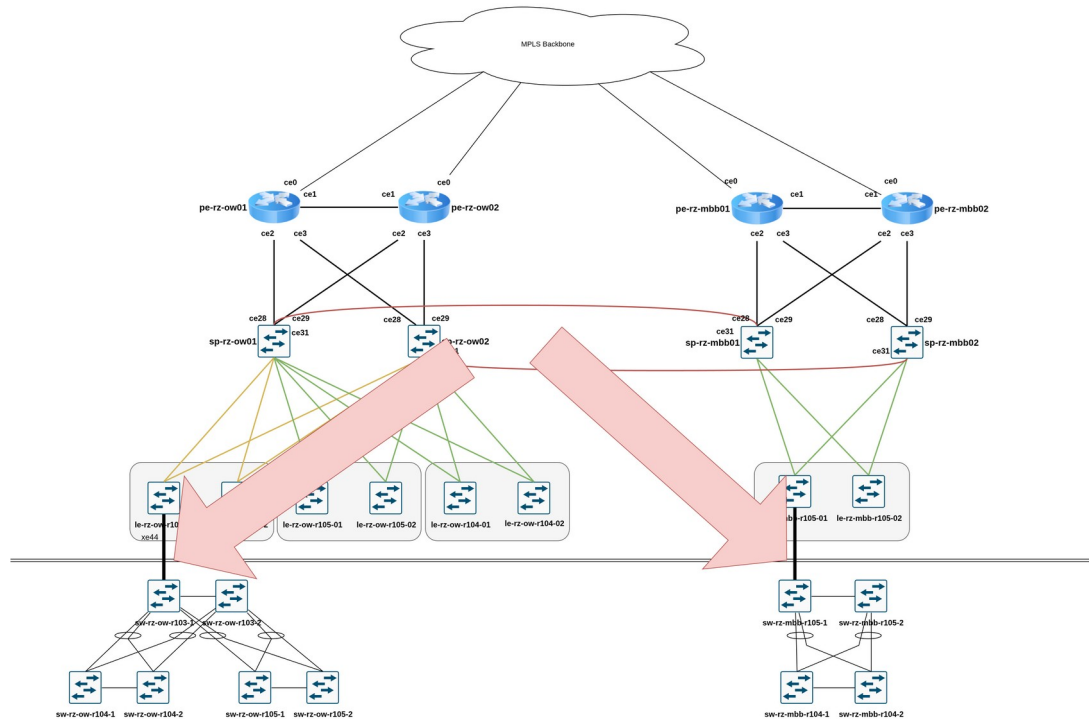 MPLS Backbone
ce0
ce1
ce1
ce0
pe-rz-ow01
pe-rz-ow02
ce2
ce3
ce2
ce3
ce0
ce1
ce1
ce0
pe-rz-mbb01
pe-rz-mbb02
ce2
ce3
ce2
ce3
ce28
ce29
ce28
ce29
sp-rz-ow01
ce31
ce28
ce29
ce28
ce29
ce31
sp-rz-mbb01
sp-rz-mbb02
ce31
le-rz-ow-r105-01
le-rz-ow-r105-02
le-rz-ow-r104-01
le-rz-ow-r104-02
le-rz-mbb-r105-02
xe44
sw-rz-ow-r103-1
sw-rz-ow-r103-2
sw-rz-mbb-r105-1
sw-rz-mbb-r105-2
sw-rz-ow-r104-1
sw-rz-ow-r104-2
sw-rz-ow-r105-1
sw-rz-ow-r105-2
sw-rz-mbb-r104-1
sw-rz-mbb-r104-2